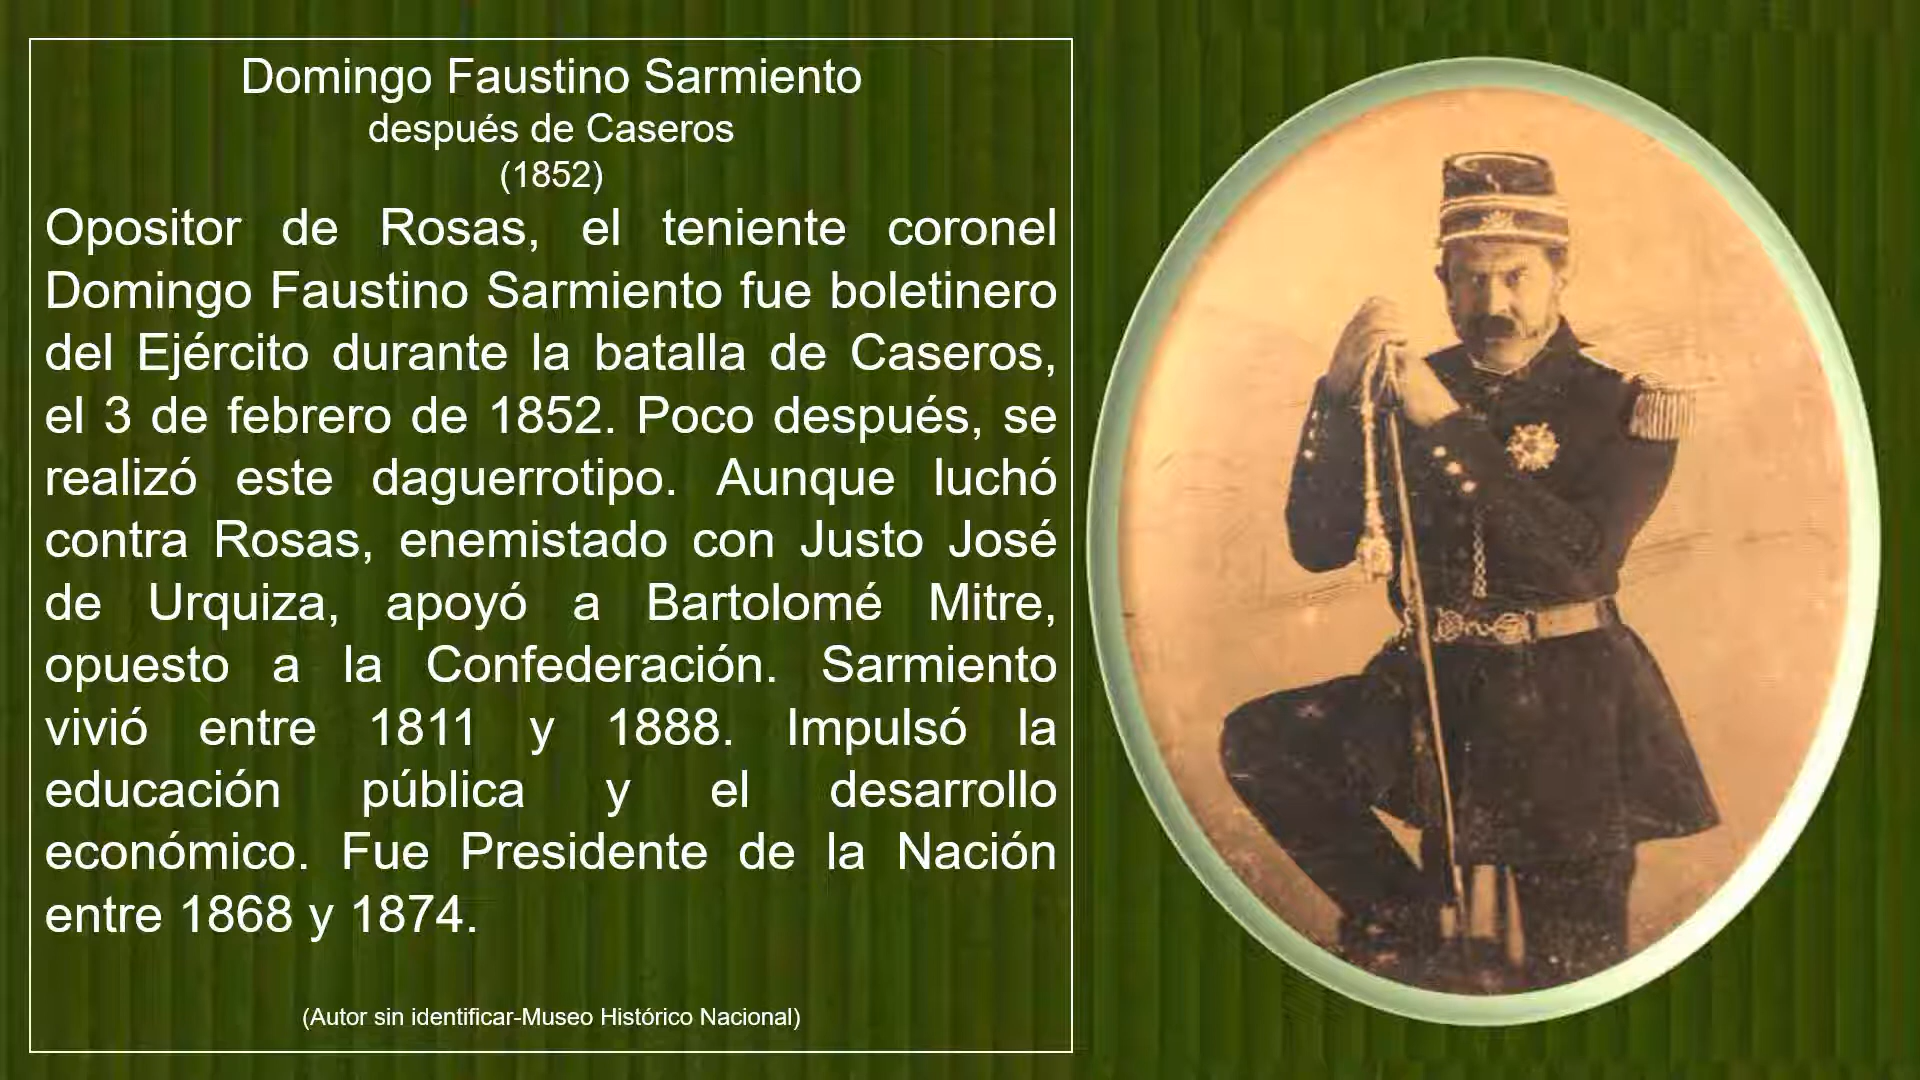 Domingo Faustino Sarmiento
después de Caseros
(1852)
Opositor de Rosas, el teniente coronel
Domingo Faustino Sarmiento fue boletinero
del Ejército durante la batalla de Caseros,
el 3 de febrero de 1852. Poco después, se
realizó este daguerrotipo. Aunque luchó
contra Rosas, enemistado con Justo José
de Urquiza, apoyó a Bartolomé Mitre,
opuesto a la Confederación. Sarmiento
vivió entre 1811 y 1888. Impulsó la
educación pública y el desarrollo
económico. Fue Presidente de la Nación
entre 1868 y 1874.
(Autor sin identificar-Museo Histórico Nacional)